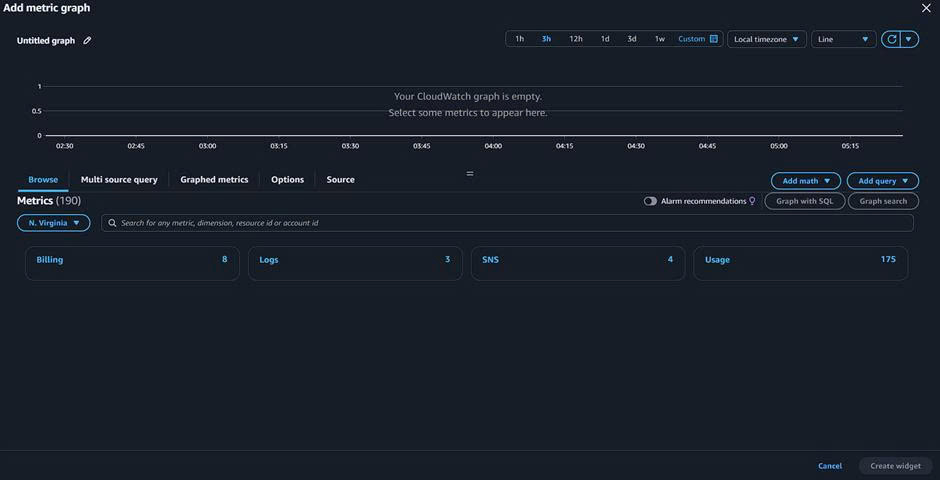 Add metric graph
Untitled graph
1h 3h 12h 1d 3d 1w Custom Local timezone Line
1
Your CloudWatch graph is empty.
0.5
Select some metrics to appear here.
0
02:30 02:45 03:00 03:15 03:30 03:45 04:00 04:15 04:30 04:45 05:00 05:15
Browse Multi source query Graphed metrics Options Source Add math Add query
Metrics (190) Alarm recommendations Graph with SQL Graph search
N. Virginia Search for any metric, dimension, resource id or account id
Billing 8 Logs 3 SNS 4 Usage 175
Cancel Create widget